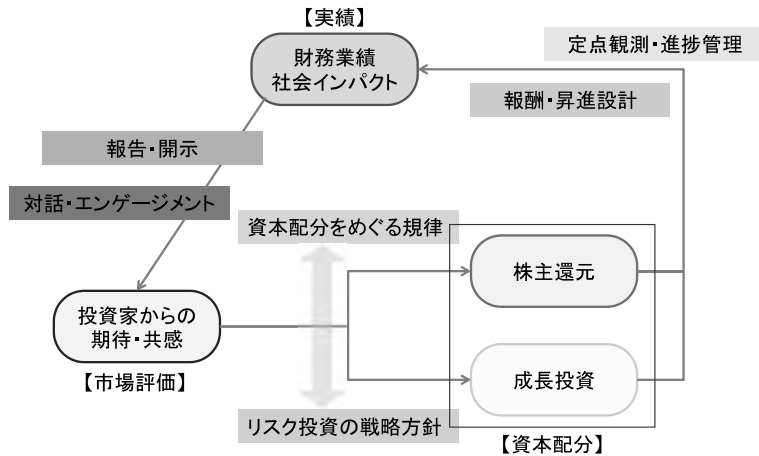 【実績】
財務業績
社会インパクト
定点観測・進捗管理
報酬・昇進設計
報告・開示
対話・エンゲージメント
資本配分をめぐる規律
株主還元
投資家からの
期待・共感
【市場評価】
成長投資
リスク投資の戦略方針
【資本配分】